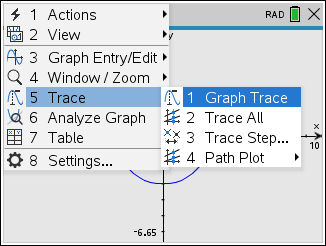 RAD
1 Actions
2 View
y
3 Graph Entry/Edit
4 Window / Zoom
5 Trace
1 Graph Trace
6 Analyze Graph
2 Trace All
7 Table
3 Trace Step...
8 Settings...
4 Path Plot
x
10
-6.65